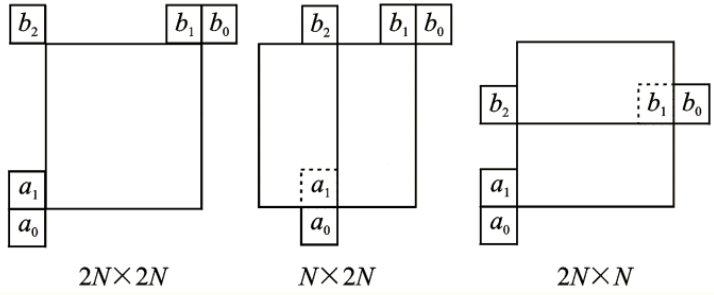 b₂ b₁ b₀ b₂ b₁ b₀
b₂ b₁ b₀
a₁ a₁ a₁
a₀ a₀ a₀
2N×2N N×2N 2N×N